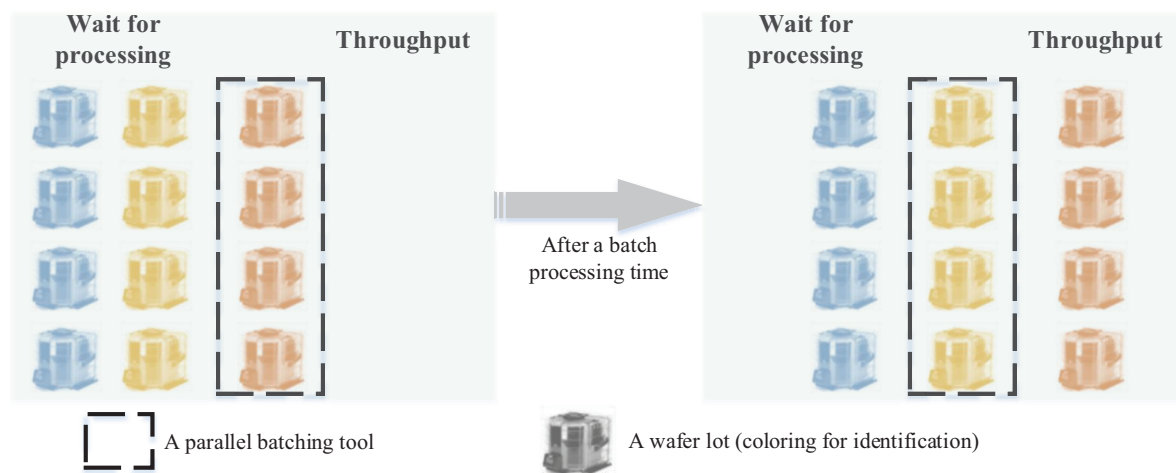 Wait for
processing
Throughput
After a batch
processing time
Wait for
processing
Throughput
A parallel batching tool
A wafer lot (coloring for identification)